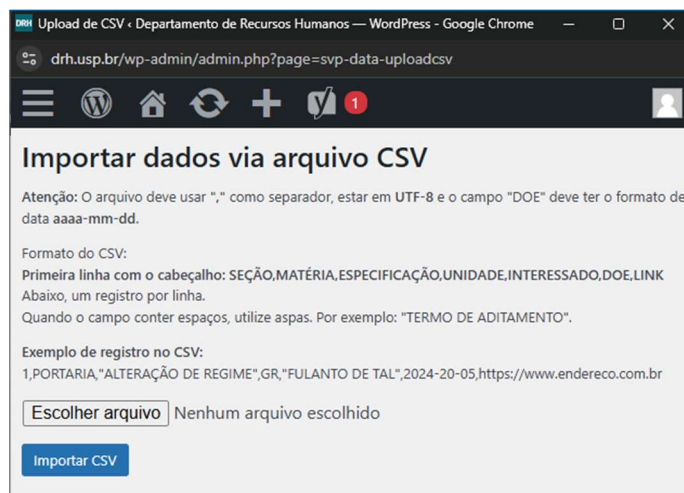 Upload de CSV ‹ Departamento de Recursos Humanos — WordPress - Google Chrome
drh.usp.br/wp-admin/admin.php?page=svp-data-uploadcsv
1
Importar dados via arquivo CSV
Atenção: O arquivo deve usar "," como separador, estar em UTF-8 e o campo "DOE" deve ter o formato de
data aaaa-mm-dd.
Formato do CSV:
Primeira linha com o cabeçalho: SEÇÃO,MATÉRIA,ESPECIFICAÇÃO,UNIDADE,INTERESSADO,DOE,LINK
Abaixo, um registro por linha.
Quando o campo conter espaços, utilize aspas. Por exemplo: "TERMO DE ADITAMENTO".
Exemplo de registro no CSV:
1,PORTARIA,"ALTERAÇÃO DE REGIME",GR,"FULANTO DE TAL",2024-20-05,https://www.endereco.com.br
Escolher arquivo Nenhum arquivo escolhido
Importar CSV